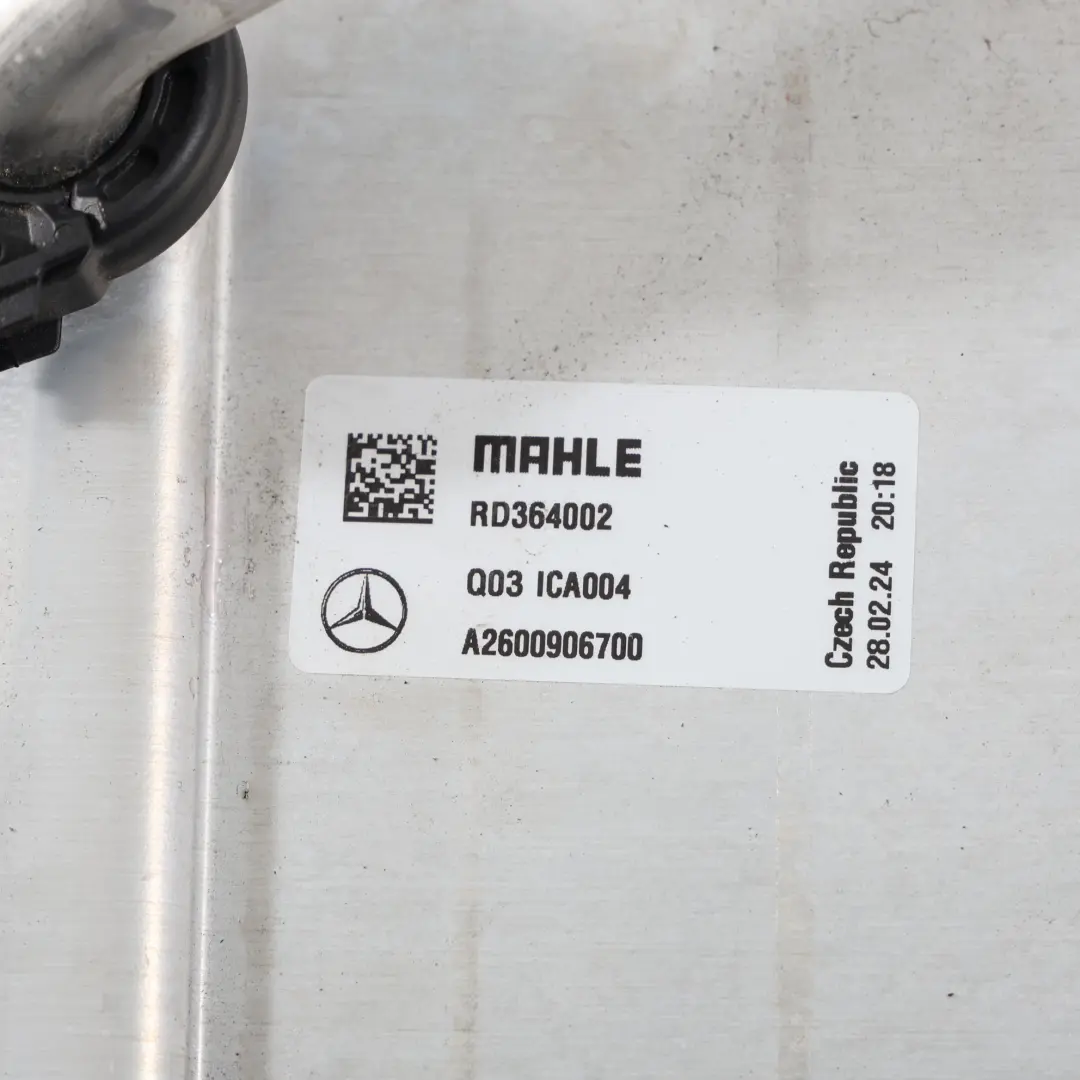 MAHLE
RD364002
Q03 ICA004
A2600906700
Czech Republic
28.02.24 20:18